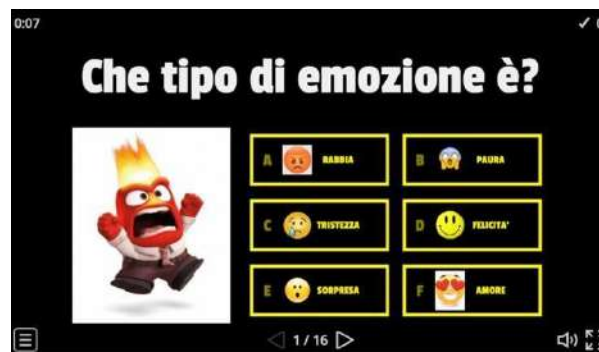 0:07
Che tipo di emozione è?
A RABBIA
B PAURA
C TRISTEZZA
D FELICITA'
E SORPRESA
F AMORE
1 / 16